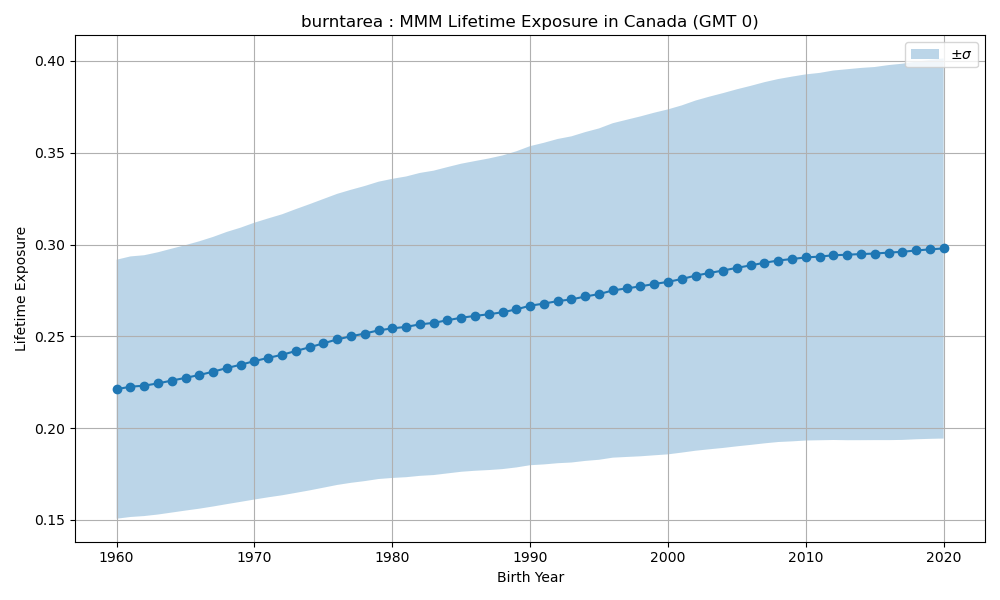 burntarea : MMM Lifetime Exposure in Canada (GMT 0)
±σ
Lifetime Exposure
0.40
0.35
0.30
0.25
0.20
0.15
1960 1970 1980 1990 2000 2010 2020
Birth Year